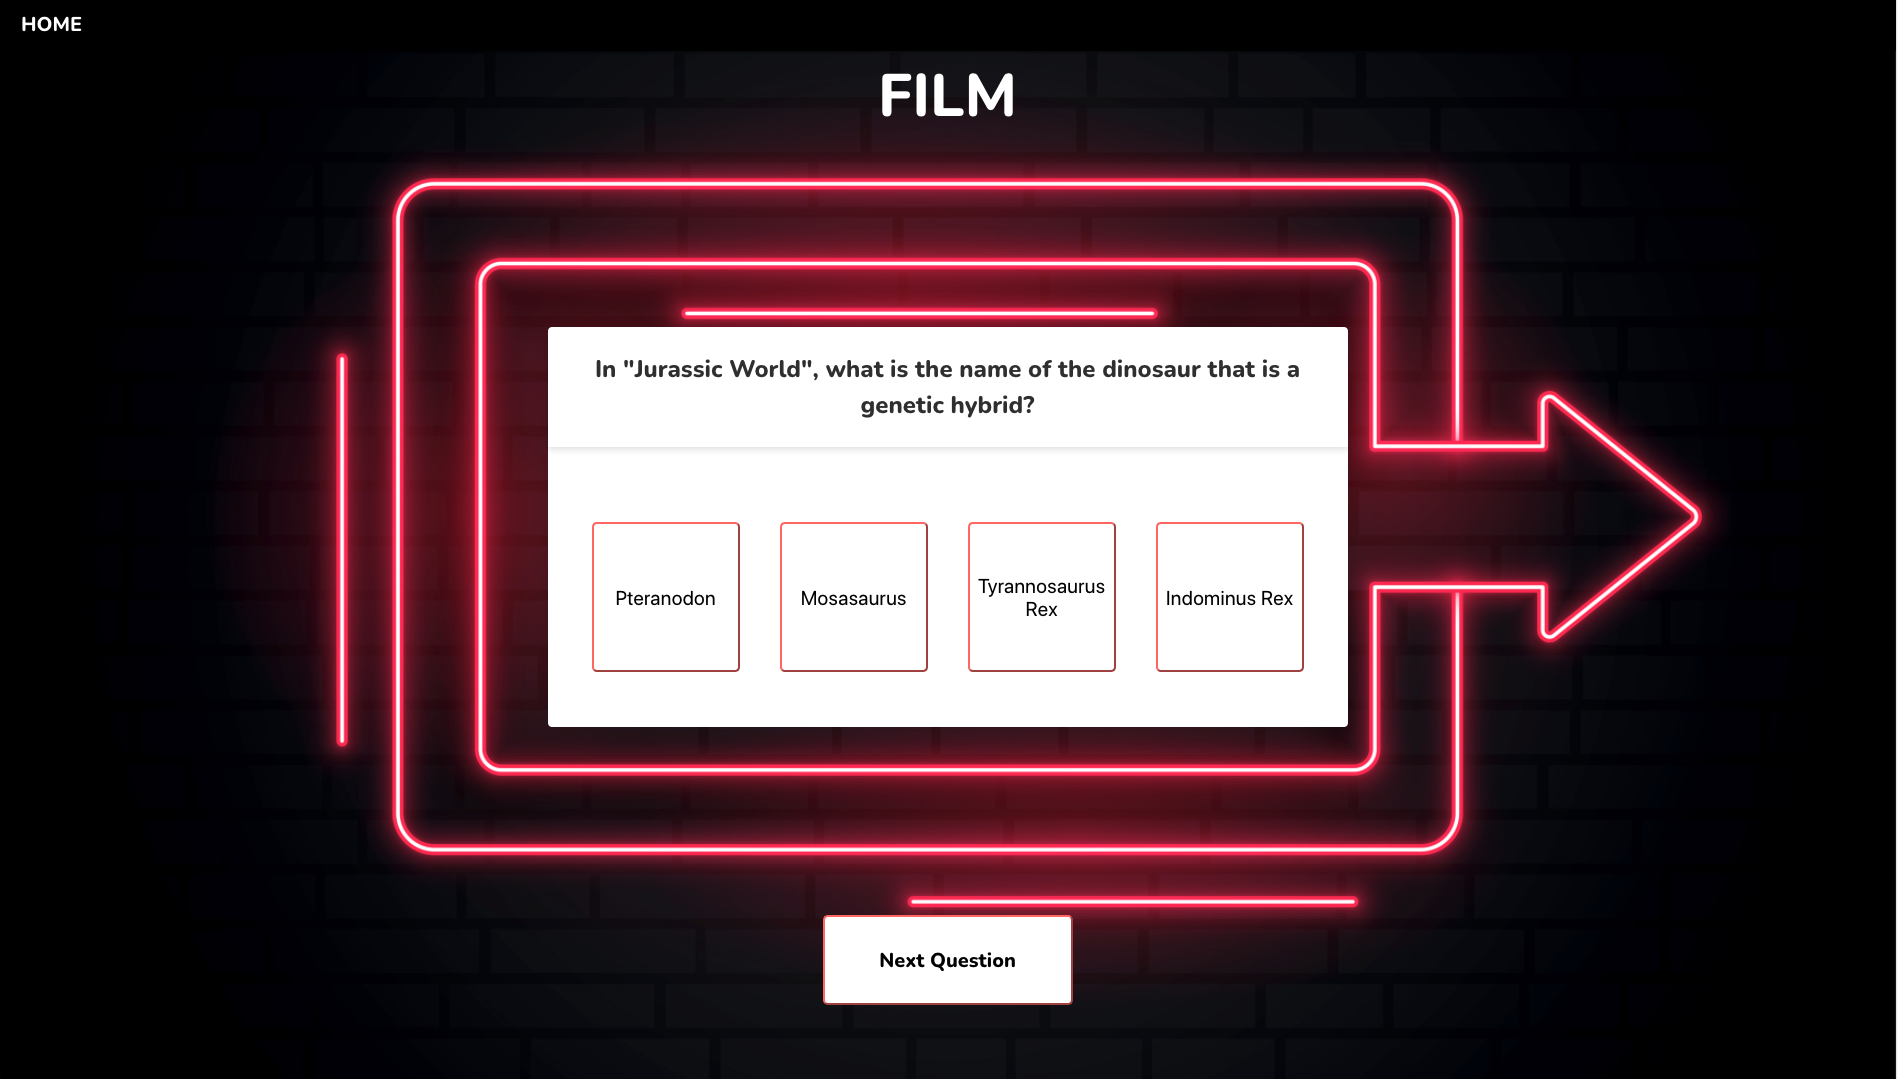 HOME
FILM
In "Jurassic World", what is the name of the dinosaur that is a
genetic hybrid?
Pteranodon
Mosasaurus
Tyrannosaurus
Rex
Indominus Rex
Next Question